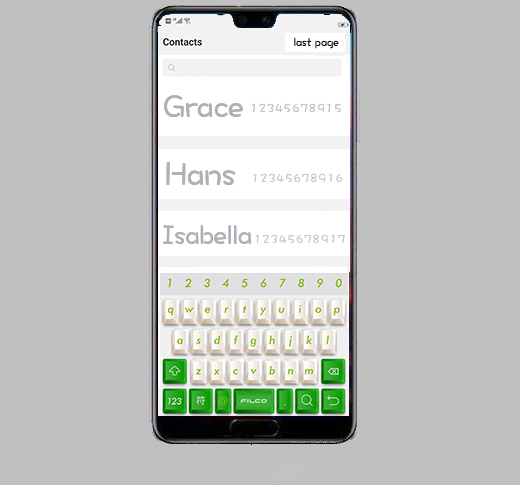 Contacts
last page
Grace 12345678915
Hans 12345678916
Isabella 12345678917
1 2 3 4 5 6 7 8 9 0
q w e r t y u i o p
a s d f g h j k l
z x c v b n m
123 符 @ FILCO .